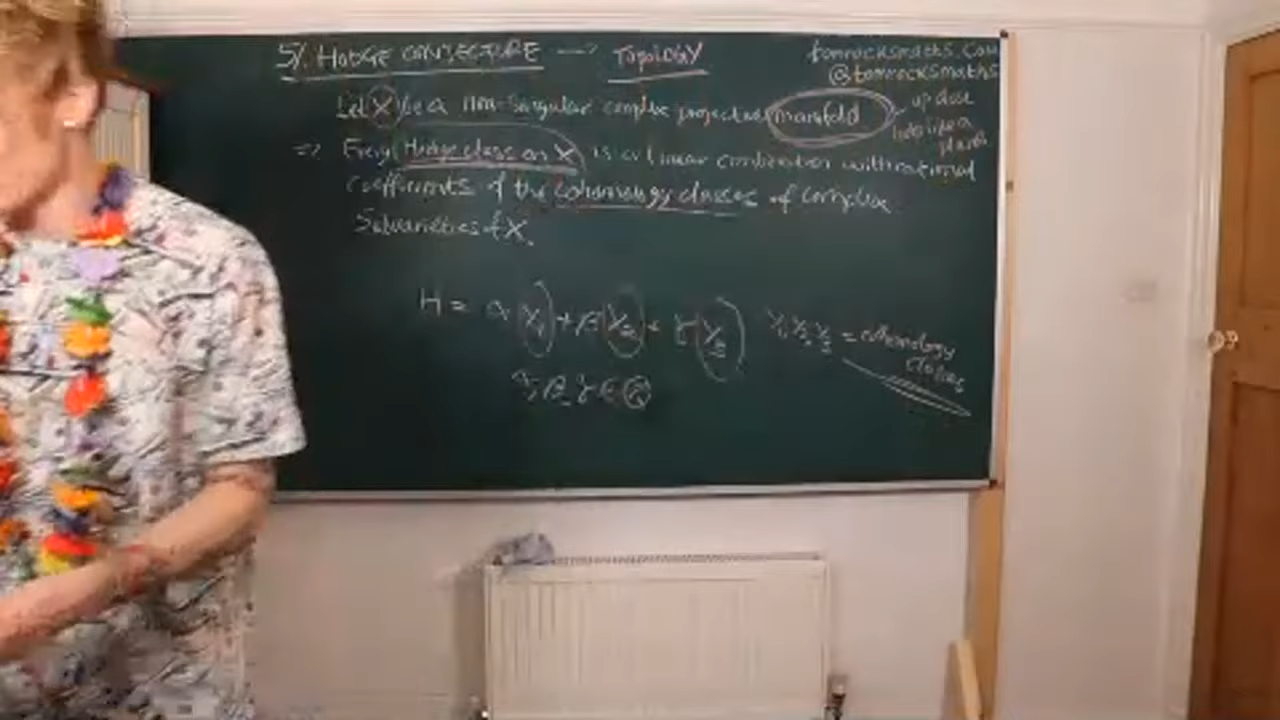 5/. HODGE CONJECTURE → TOPOLOGY
tomrocksmaths.com
@tomrocksmaths
Let X be a non-singular complex projective manifold
up close
looks like a
plane
=> Every Hodge class on X is a linear combination with rational
coefficients of the cohomology classes of complex
Subvarieties of X.
H = α(X₁) + β(X₂) + γ(X₃)
X₁, X₂, X₃ = cohomology
classes
α, β, γ ∈ Q